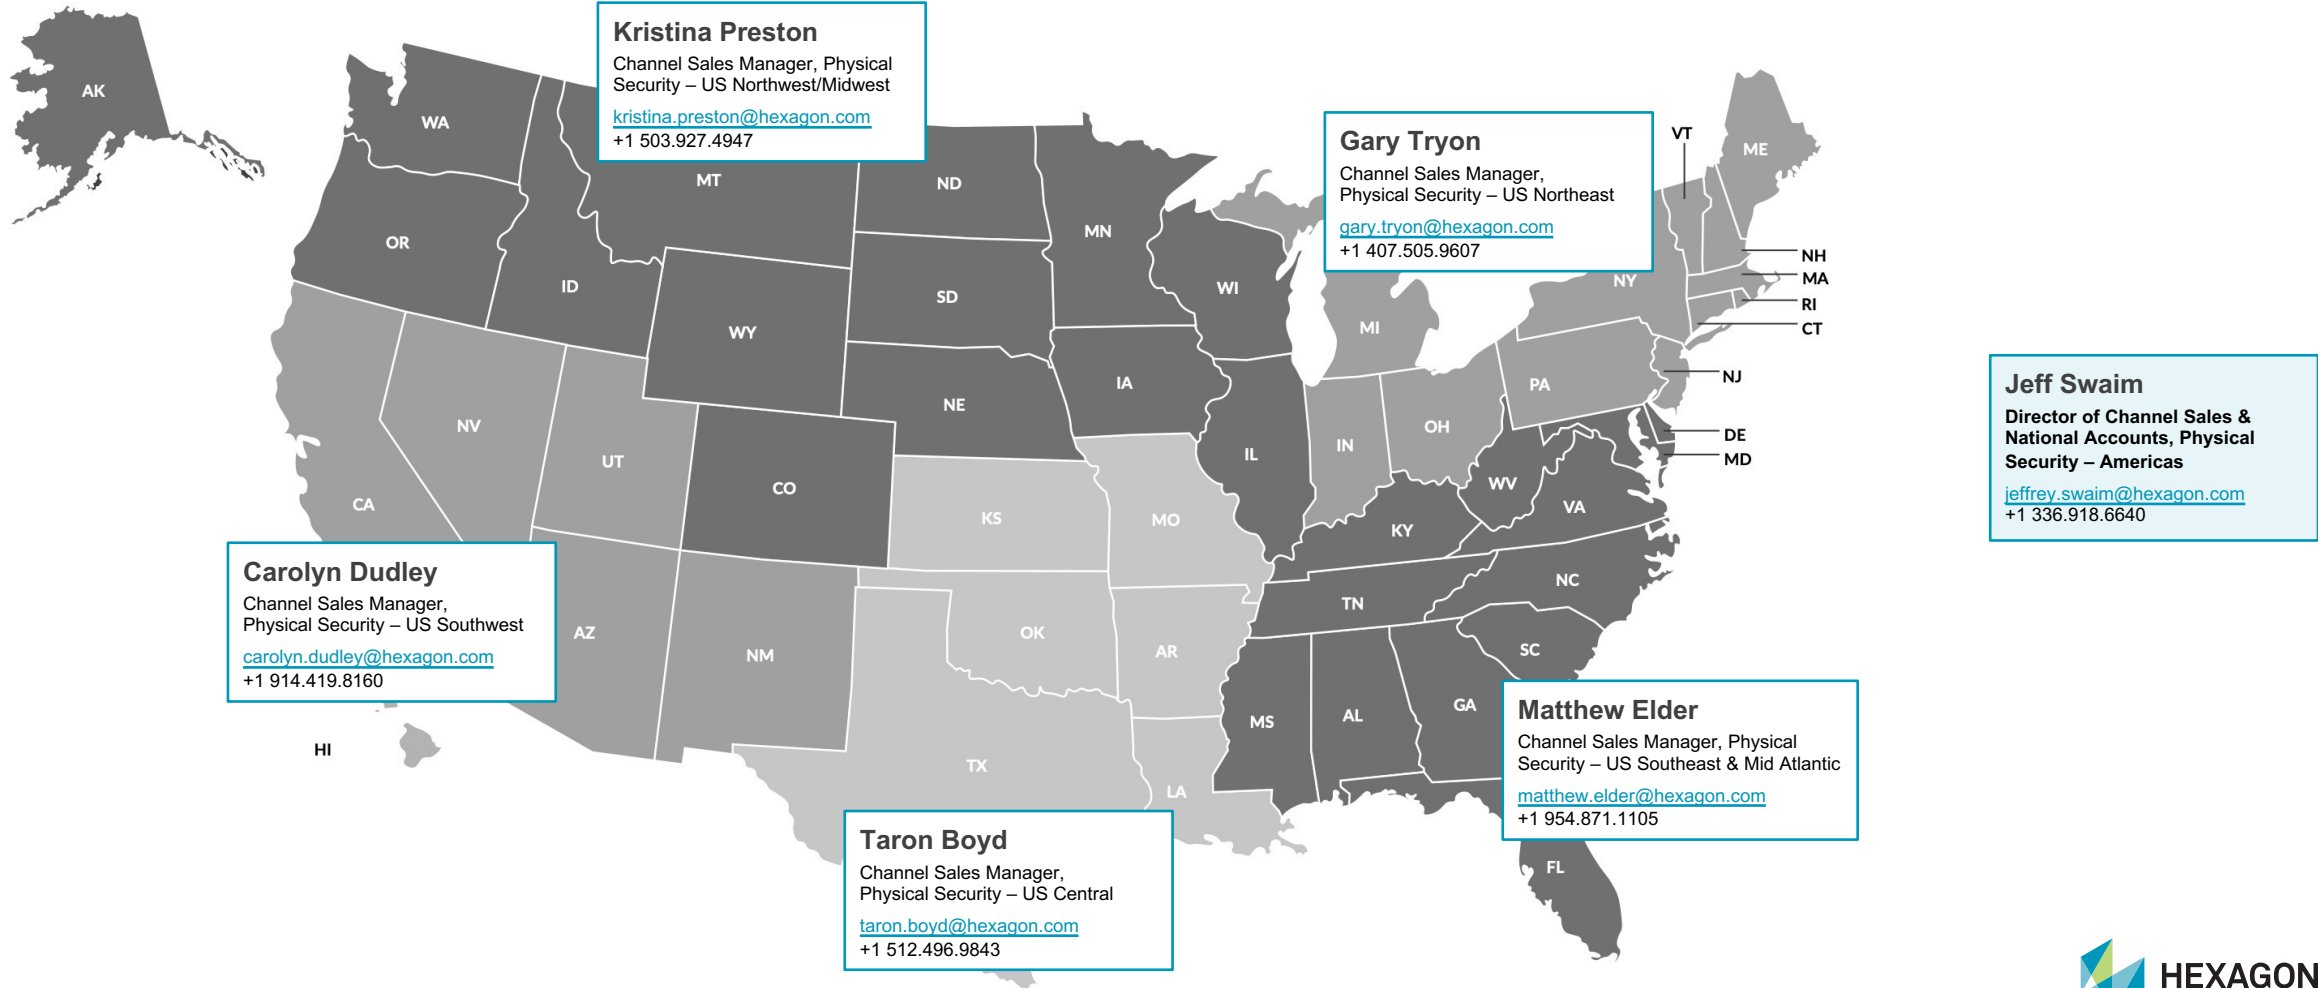 AK
WA
OR
ID
MT
ND
MN
SD
WY
WI
NE
IA
IL
CO
Kristina Preston
Channel Sales Manager, Physical
Security – US Northwest/Midwest
kristina.preston@hexagon.com
+1 503.927.4947
Gary Tryon
Channel Sales Manager,
Physical Security – US Northeast
gary.tryon@hexagon.com
+1 407.505.9607
VT
ME
NH
MA
RI
CT
NY
MI
NJ
PA
OH
IN
DE
MD
WV
VA
KY
NC
TN
SC
GA
AL
MS
FL
Jeff Swaim
Director of Channel Sales &
National Accounts, Physical
Security – Americas
jeffrey.swaim@hexagon.com
+1 336.918.6640
NV
UT
CA
AZ
NM
HI
Carolyn Dudley
Channel Sales Manager,
Physical Security – US Southwest
carolyn.dudley@hexagon.com
+1 914.419.8160
KS
MO
OK
AR
TX
LA
Matthew Elder
Channel Sales Manager, Physical
Security – US Southeast & Mid Atlantic
matthew.elder@hexagon.com
+1 954.871.1105
Taron Boyd
Channel Sales Manager,
Physical Security – US Central
taron.boyd@hexagon.com
+1 512.496.9843
HEXAGON